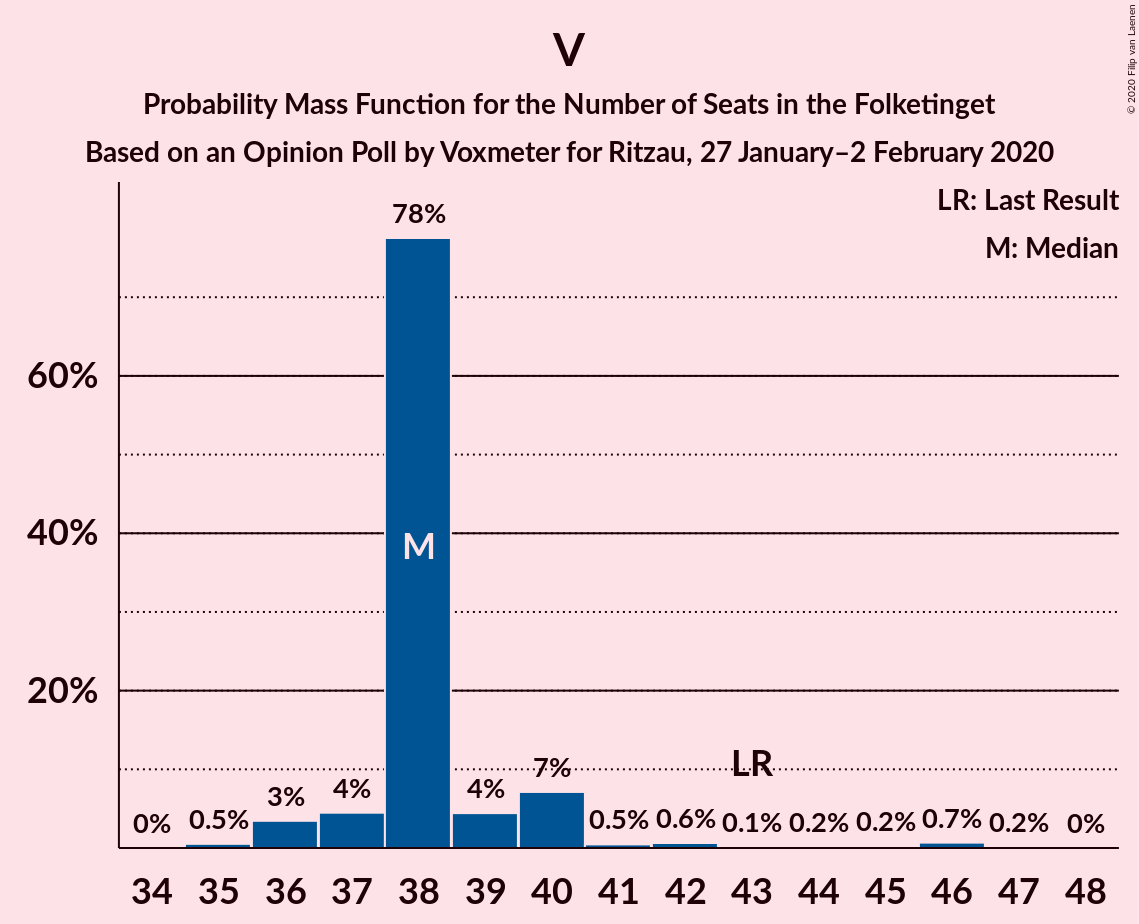 V
Probability Mass Function for the Number of Seats in the Folketinget
Based on an Opinion Poll by Voxmeter for Ritzau, 27 January–2 February 2020
© 2020 Filip van Laenen
LR: Last Result
M: Median
78%
60%
40%
M
20%
LR
0% 0.5% 3% 4% 4% 7% 0.5% 0.6% 0.1% 0.2% 0.2% 0.7% 0.2% 0%
34 35 36 37 38 39 40 41 42 43 44 45 46 47 48